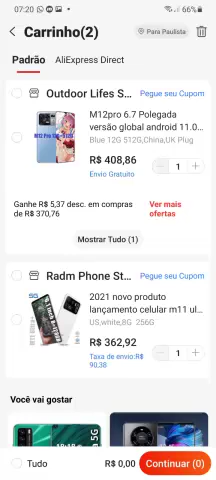 07:20
66%
Carrinho(2)
Para Paulista
Padrão AliExpress Direct
Outdoor Lifes S... Pegue seu Cupom
M12pro 6.7 Polegada
versão global android 11.0...
Blue 12G 512G,China,UK Plug
R$ 408,86
Envio Gratuito
1
Ganhe R$ 5,37 desc. em compras
de R$ 370,76
Ver mais
ofertas
Mostrar Tudo (1)
Radm Phone St... Pegue seu Cupom
2021 novo produto
lançamento celular m11 ul...
US,white,8G 256G
R$ 362,92
Taxa de envio:R$
90,38
1
Você vai gostar
Tudo
R$ 0,00
Continuar (0)